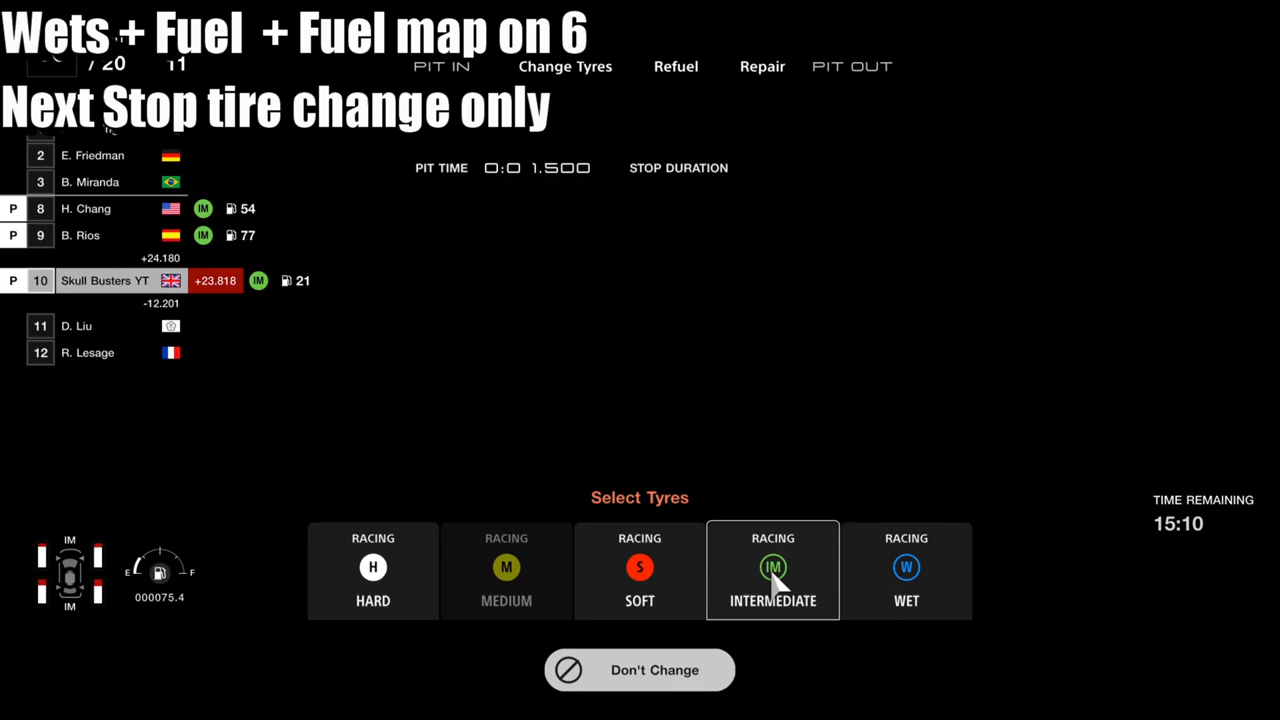 Wets + Fuel + Fuel map on 6
/ 20 11
PIT IN Change Tyres Refuel Repair PIT OUT
Next Stop tire change only
2 E. Friedman
3 B. Miranda
PIT TIME 0:0 1.500 STOP DURATION
P 8 H. Chang IM 54
P 9 B. Rios IM 77
+24.180
P 10 Skull Busters YT +23.818 IM 21
-12.201
11 D. Liu
12 R. Lesage
Select Tyres
TIME REMAINING
15:10
RACING RACING RACING RACING RACING
H M S IM W
HARD MEDIUM SOFT INTERMEDIATE WET
IM
E F
000075.4
IM
Don't Change